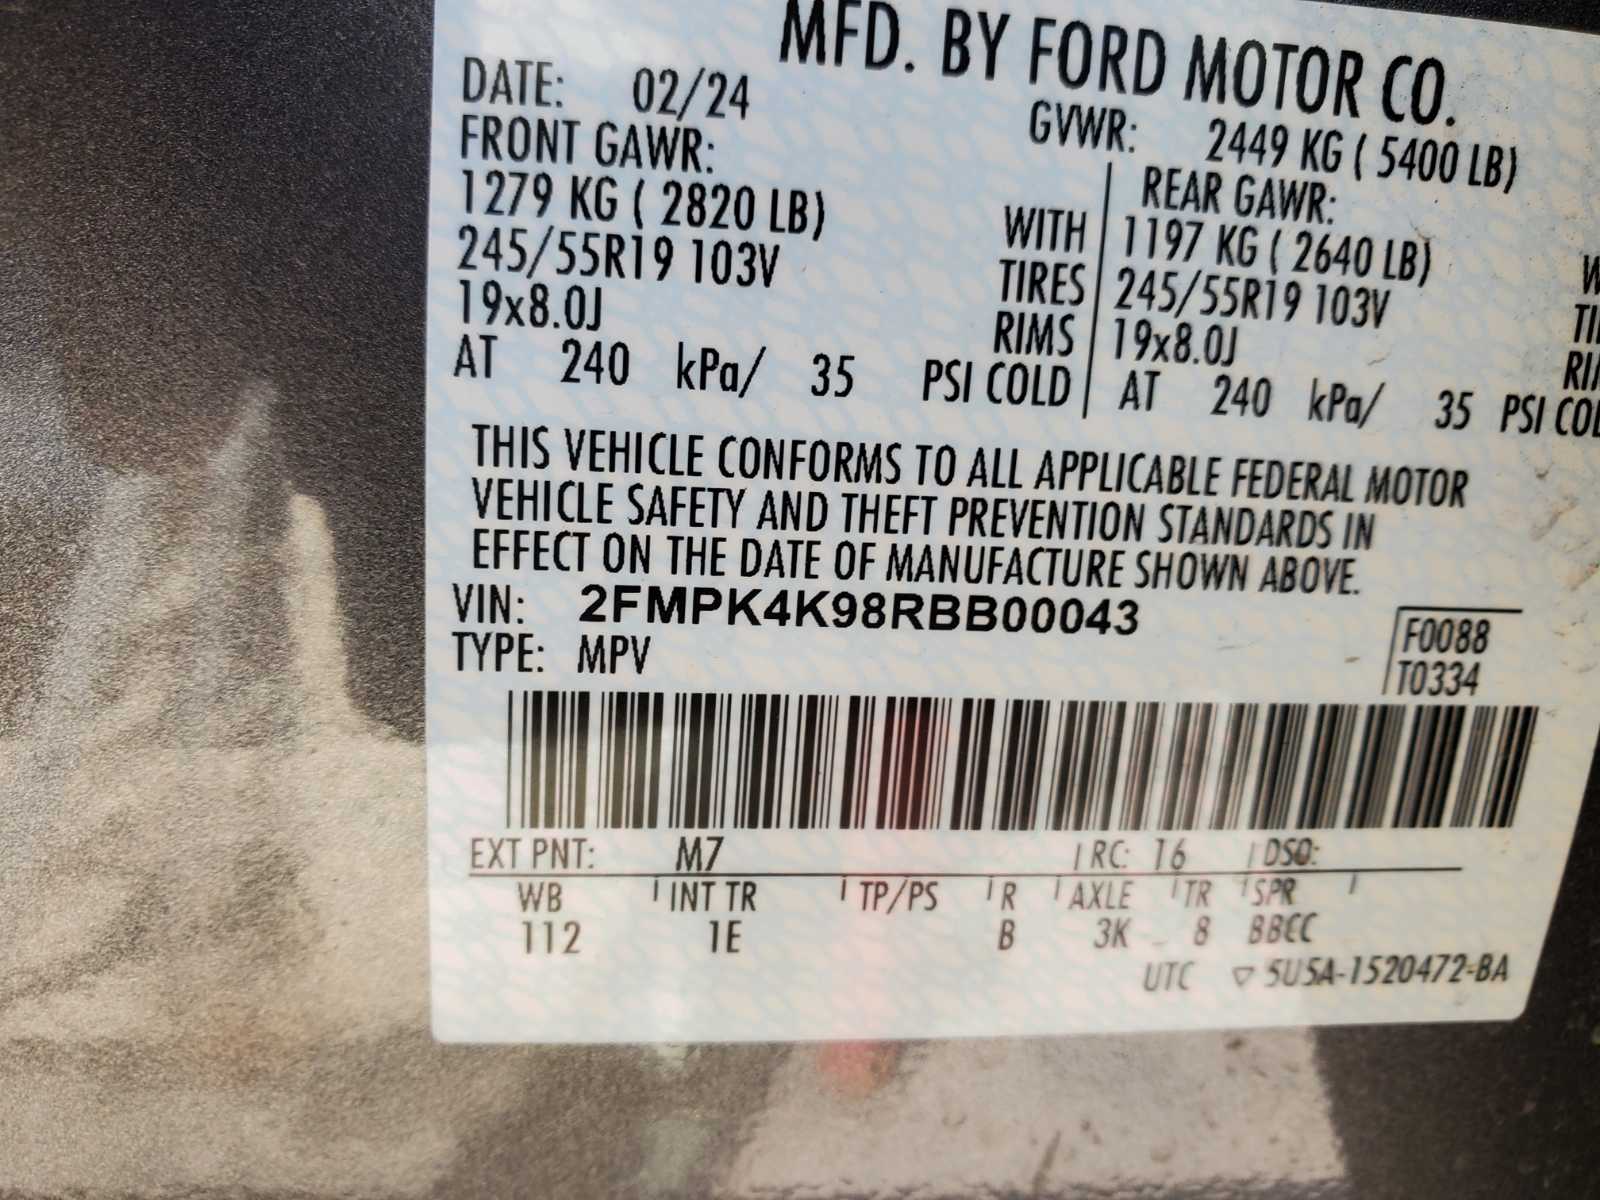 MFD. BY FORD MOTOR CO.
DATE: 02/24
GVWR: 2449 KG ( 5400 LB)
FRONT GAWR:
REAR GAWR:
1279 KG ( 2820 LB) WITH
1197 KG ( 2640 LB)
245/55R19 103V TIRES
245/55R19 103V
19x8.0J RIMS
19x8.0J
AT 240 kPa/ 35 PSI COLD
AT 240 kPa/ 35 PSI COL
THIS VEHICLE CONFORMS TO ALL APPLICABLE FEDERAL MOTOR
VEHICLE SAFETY AND THEFT PREVENTION STANDARDS IN
EFFECT ON THE DATE OF MANUFACTURE SHOWN ABOVE.
VIN: 2FMPK4K98RBB00043
F0088
TYPE: MPV
T0334
EXT PNT: M7 RC: 16 DSO:
WB INT TR TP/PS R AXLE TR SPR
112 1E B 3K 8 BBCC
UTC ▽ 5U5A-1520472-BA